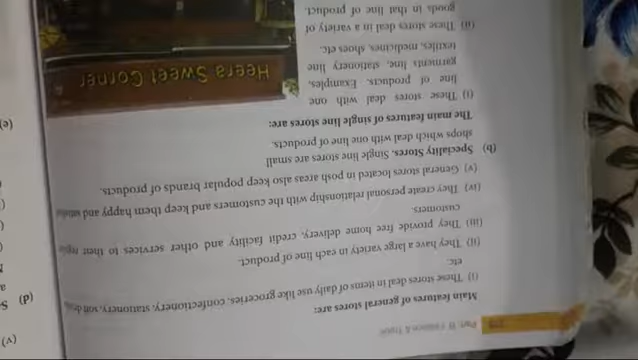 Part B Finance & Trade
Main features of general stores are:
(i) These stores deal in items of daily use like groceries, confectionery, stationery,
etc.
(ii) They have a large variety in each line of product.
(iii) They provide free home delivery, credit facility and other services to their
customers.
(iv) They create personal relationship with the customers and keep them happy and
(v) General stores located in posh areas also keep popular brands of products.
(b) Speciality Stores. Single line stores are small
shops which deal with one line of products.
The main features of single line stores are:
(i) These stores deal with one
line of products. Examples,
garments line, stationery line
textiles, medicines, shoes etc.
(ii) These stores deal in a variety of
goods in that line of product.
Heera Sweet Corner
(v)
(d) S
(e)